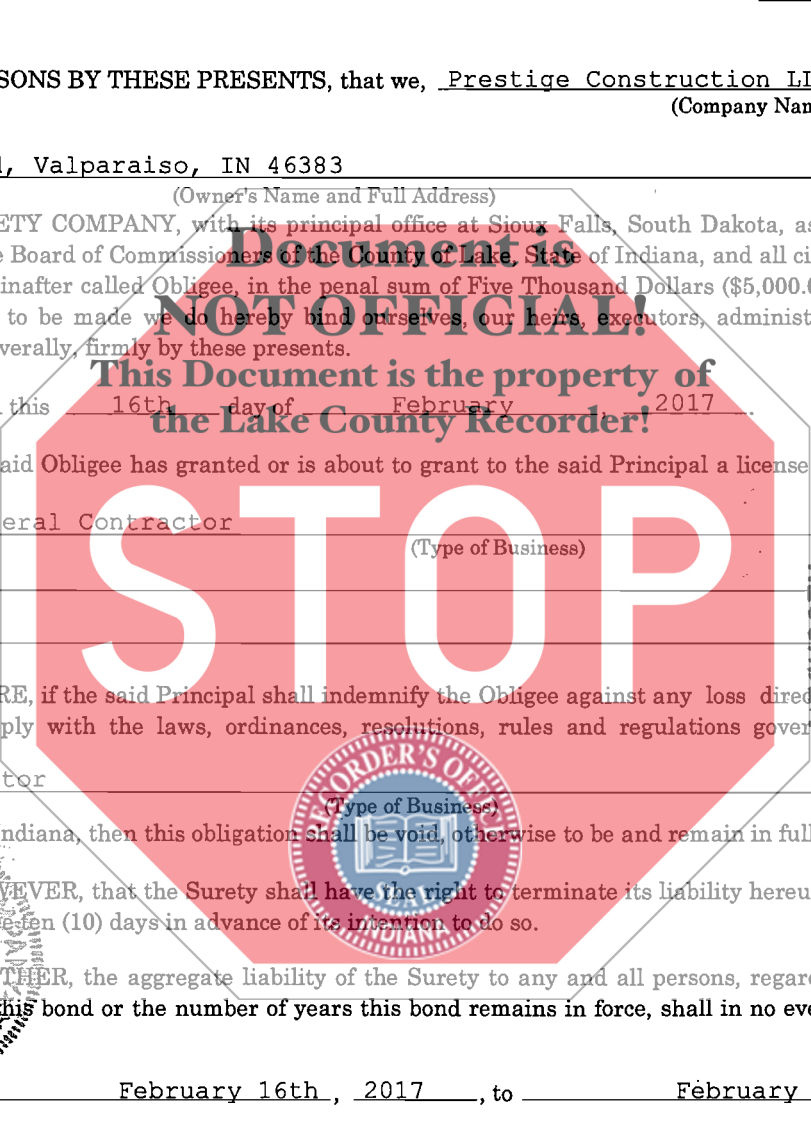 SONS BY THESE PRESENTS, that we, Prestige Construction LL
(Company Nam
, Valparaiso, IN 46383
(Owner's Name and Full Address)
ETY COMPANY, with its principal office at Sioux Falls, South Dakota, as
e Board of Commissioners of the County of Lake, State of Indiana, and all ci
Document is
inafter called Obligee, in the penal sum of Five Thousand Dollars ($5,000.0
NOT OFFICIAL!
to be made we do hereby bind ourselves, our heirs, executors, administ
verally, firmly by these presents.
This Document is the property of
this 16th day of February, 2017.
the Lake County Recorder!
aid Obligee has granted or is about to grant to the said Principal a license
eral Contractor
(Type of Business)
STOP
RE, if the said Principal shall indemnify the Obligee against any loss direc
ply with the laws, ordinances, resolutions, rules and regulations gover
RECORDER'S OFFI
tor
(Type of Business)
ndiana, then this obligation shall be void, otherwise to be and remain in full
SEAL
VEVER, that the Surety shall have the right to terminate its liability hereu
e ten (10) days in advance of its intention to do so.
INDIANA
THER, the aggregate liability of the Surety to any and all persons, regard
this bond or the number of years this bond remains in force, shall in no eve
February 16th, 2017, to February